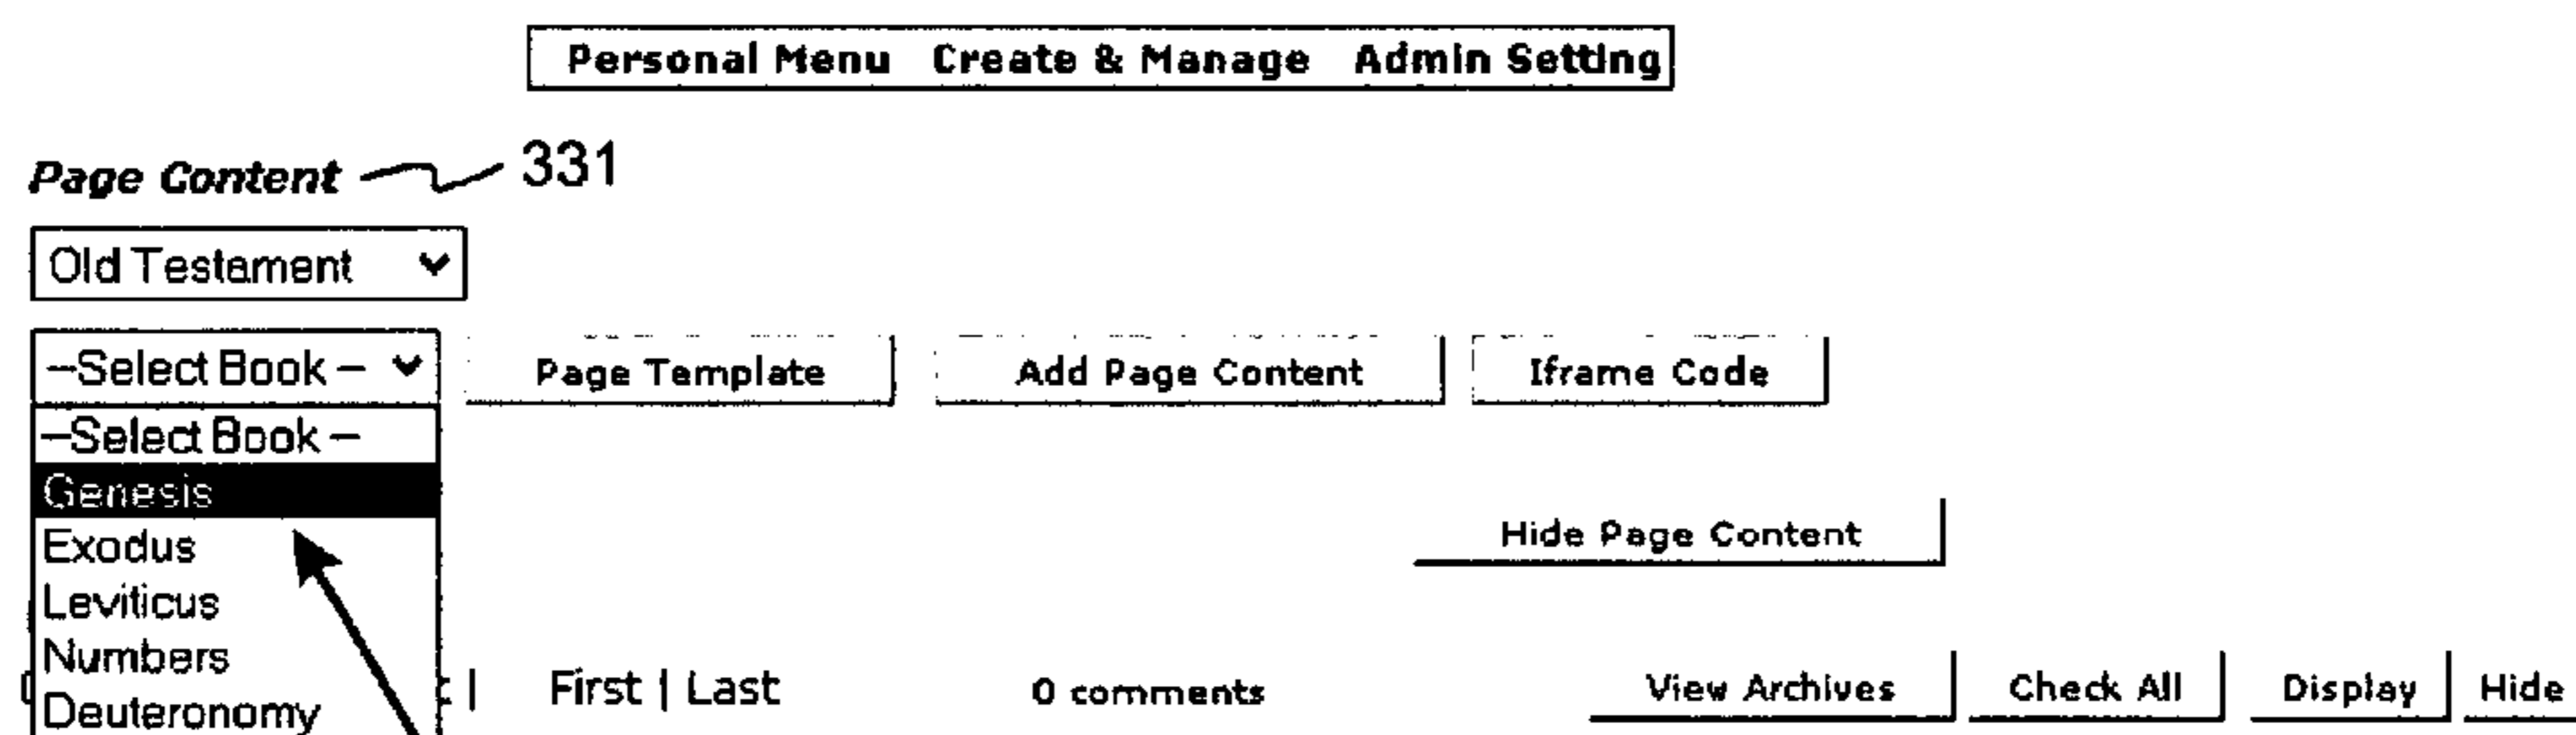 Personal Menu Create & Manage Admin Setting
Page Content 331
Old Testament
--Select Book -- Page Template Add Page Content Iframe Code
--Select Book --
Genesis
Exodus Hide Page Content
Leviticus
Numbers
| First | Last 0 comments View Archives Check All Display Hide
Deuteronomy